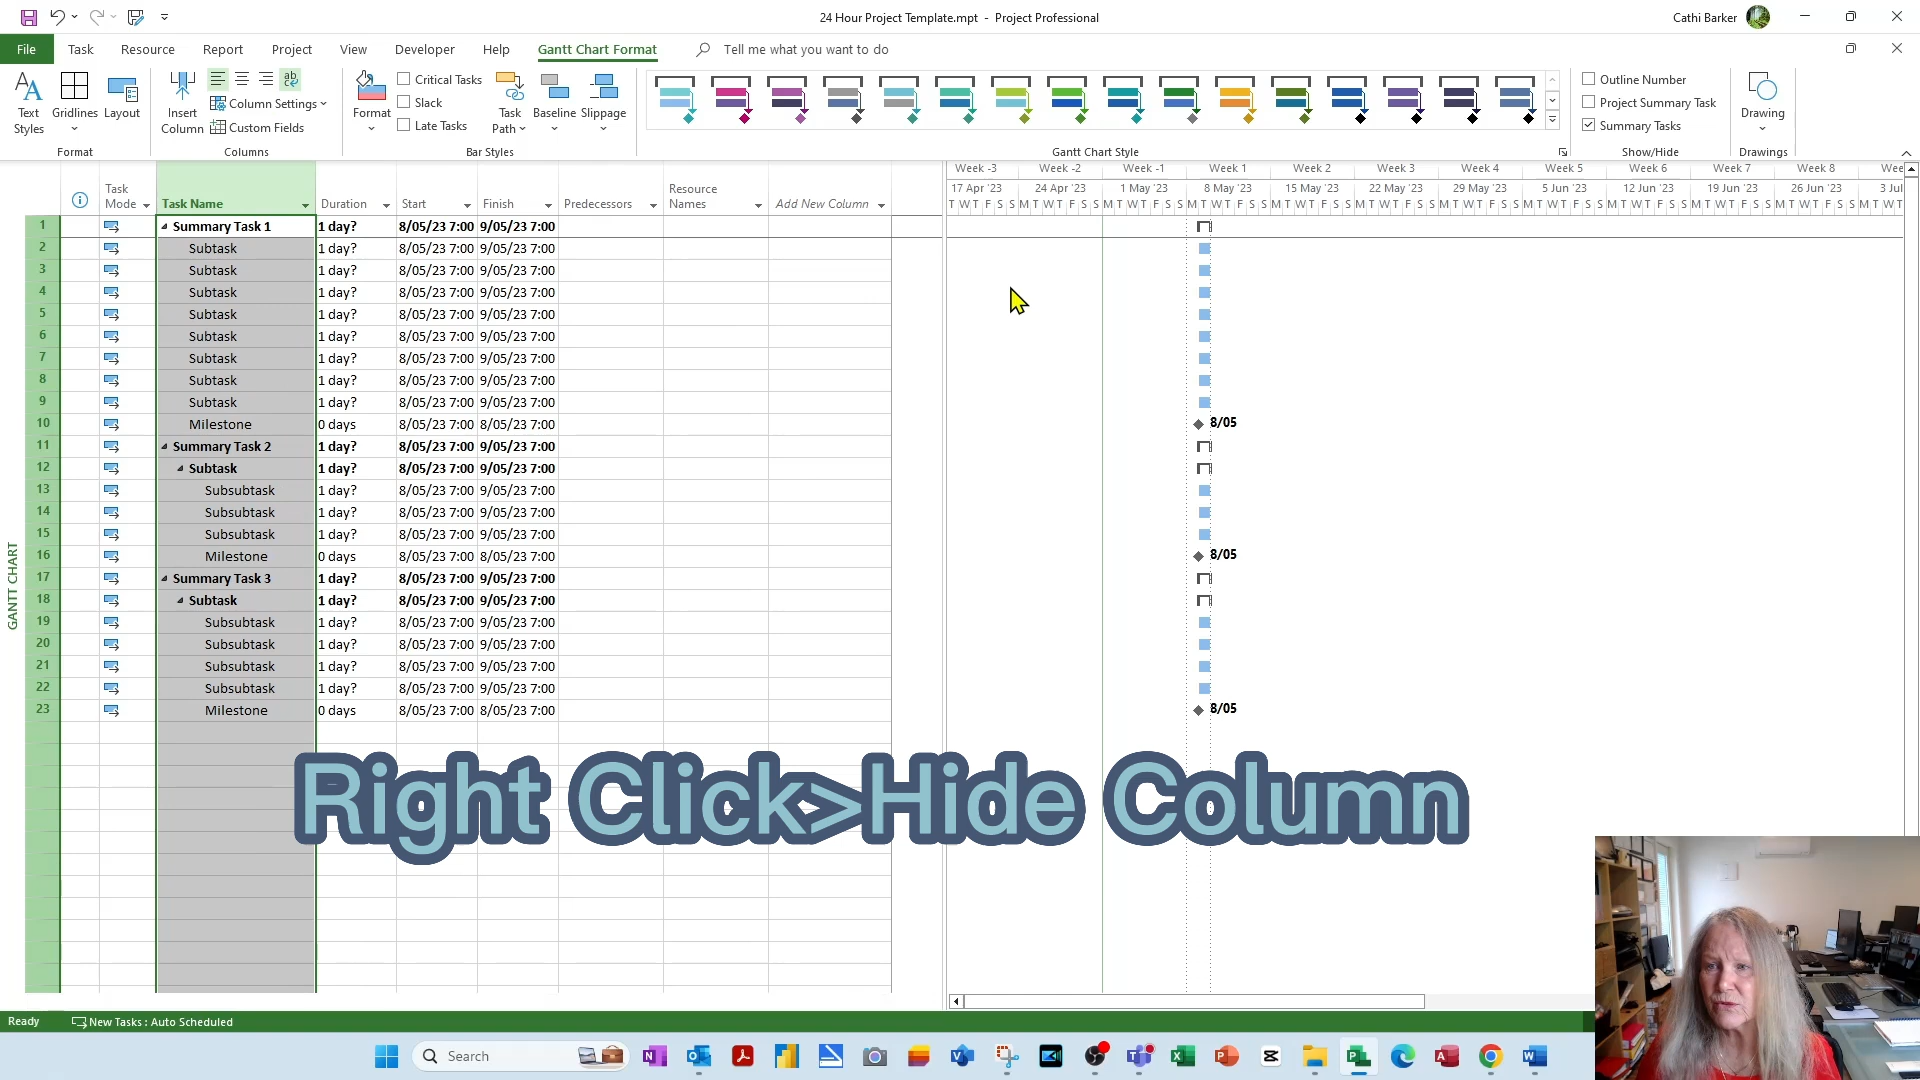 24 Hour Project Template.mpt - Project Professional
Cathi Barker
File Task Resource Report Project View Developer Help Gantt Chart Format Tell me what you want to do
Text Styles
Gridlines
Layout
Format
Insert Column
Column Settings
Custom Fields
Columns
Format
Critical Tasks
Slack
Late Tasks
Task Path
Baseline
Slippage
Bar Styles
Gantt Chart Style
Outline Number
Project Summary Task
Summary Tasks
Show/Hide
Drawing
Drawings
Task Mode Task Name Duration Start Finish Predecessors Resource Names Add New Column
Week -3 Week -2 Week -1 Week 1 Week 2 Week 3 Week 4 Week 5 Week 6 Week 7 Week 8 Wee
17 Apr '23 24 Apr '23 1 May '23 8 May '23 15 May '23 22 May '23 29 May '23 5 Jun '23 12 Jun '23 19 Jun '23 26 Jun '23 3 Jul
T W T F S S M T W T F S S M T W T F S S M T W T F S S M T W T F S S M T W T F S S M T W T F S S M T W T F S S M T W T F S S M T W T F S S M T W T F S S M T W T
1 Summary Task 1 1 day? 8/05/23 7:00 9/05/23 7:00
2 Subtask 1 day? 8/05/23 7:00 9/05/23 7:00
3 Subtask 1 day? 8/05/23 7:00 9/05/23 7:00
4 Subtask 1 day? 8/05/23 7:00 9/05/23 7:00
5 Subtask 1 day? 8/05/23 7:00 9/05/23 7:00
6 Subtask 1 day? 8/05/23 7:00 9/05/23 7:00
7 Subtask 1 day? 8/05/23 7:00 9/05/23 7:00
8 Subtask 1 day? 8/05/23 7:00 9/05/23 7:00
9 Subtask 1 day? 8/05/23 7:00 9/05/23 7:00
10 Milestone 0 days 8/05/23 7:00 8/05/23 7:00 8/05
11 Summary Task 2 1 day? 8/05/23 7:00 9/05/23 7:00
12 Subtask 1 day? 8/05/23 7:00 9/05/23 7:00
13 Subsubtask 1 day? 8/05/23 7:00 9/05/23 7:00
14 Subsubtask 1 day? 8/05/23 7:00 9/05/23 7:00
15 Subsubtask 1 day? 8/05/23 7:00 9/05/23 7:00
16 Milestone 0 days 8/05/23 7:00 8/05/23 7:00 8/05
17 Summary Task 3 1 day? 8/05/23 7:00 9/05/23 7:00
18 Subtask 1 day? 8/05/23 7:00 9/05/23 7:00
19 Subsubtask 1 day? 8/05/23 7:00 9/05/23 7:00
20 Subsubtask 1 day? 8/05/23 7:00 9/05/23 7:00
21 Subsubtask 1 day? 8/05/23 7:00 9/05/23 7:00
22 Subsubtask 1 day? 8/05/23 7:00 9/05/23 7:00
23 Milestone 0 days 8/05/23 7:00 8/05/23 7:00 8/05
GANTT CHART
Right Click>Hide Column
Ready New Tasks : Auto Scheduled
Search